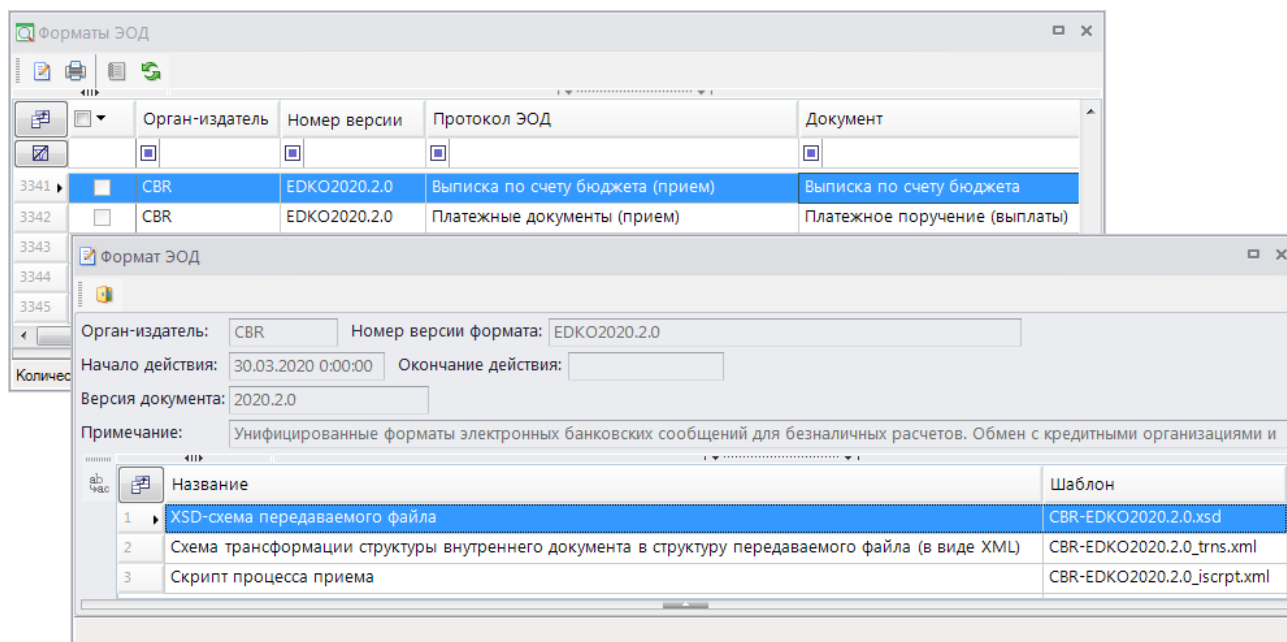 Форматы ЭОД
Орган-издатель Номер версии Протокол ЭОД Документ
3341 CBR EDKO2020.2.0 Выписка по счету бюджета (прием) Выписка по счету бюджета
3342 CBR EDKO2020.2.0 Платежные документы (прием) Платежное поручение (выплаты)
3343
3344
3345
Количес
Формат ЭОД
Орган-издатель: CBR Номер версии формата: EDKO2020.2.0
Начало действия: 30.03.2020 0:00:00 Окончание действия:
Версия документа: 2020.2.0
Примечание: Унифицированные форматы электронных банковских сообщений для безналичных расчетов. Обмен с кредитными организациями и
Название Шаблон
1 XSD-схема передаваемого файла CBR-EDKO2020.2.0.xsd
2 Схема трансформации структуры внутреннего документа в структуру передаваемого файла (в виде XML) CBR-EDKO2020.2.0_trns.xml
3 Скрипт процесса приема CBR-EDKO2020.2.0_iscrpt.xml